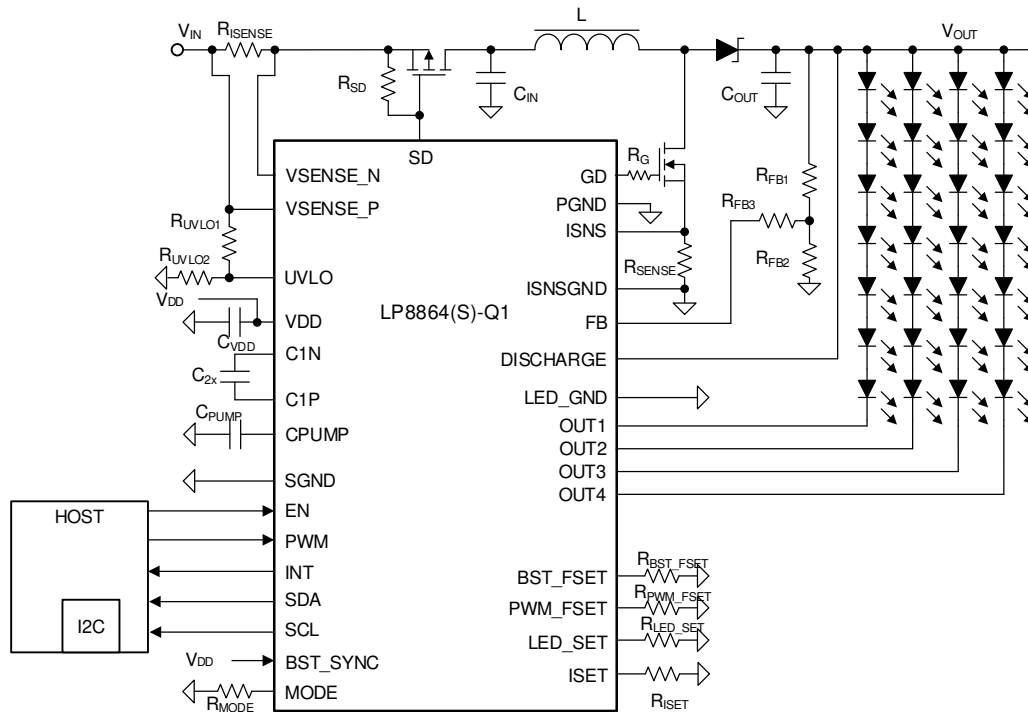 VIN
RISENSE
L
VOUT
RSD
CIN
COUT
SD
RG
GD
VSENSE_N
PGND
RFB1
VSENSE_P
RFB3
RUVLO1
ISNS
RUVLO2
RSENSE
RFB2
UVLO
ISNSGND
VDD
LP8864(S)-Q1
VDD
FB
CVDD
C1N
DISCHARGE
C2x
C1P
LED_GND
CPUMP
CPUMP
OUT1
OUT2
OUT3
SGND
OUT4
HOST
EN
PWM
RBST_FSET
INT
BST_FSET
RPWM_FSET
SDA
PWM_FSET
I2C
SCL
RLED_SET
LED_SET
VDD
BST_SYNC
ISET
MODE
RMODE
RISET